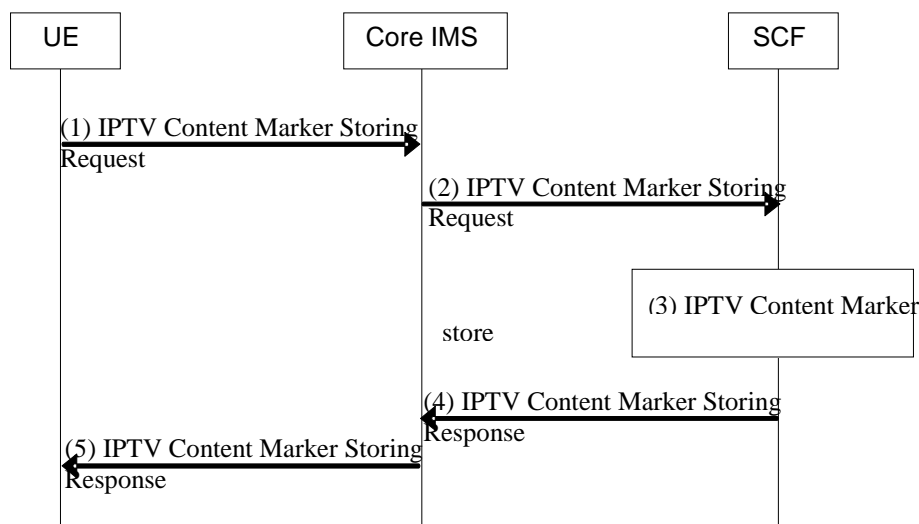 UE
Core IMS
SCF
(1) IPTV Content Marker Storing
Request
(2) IPTV Content Marker Storing
Request
(3) IPTV Content Marker
store
(4) IPTV Content Marker Storing
Response
(5) IPTV Content Marker Storing
Response